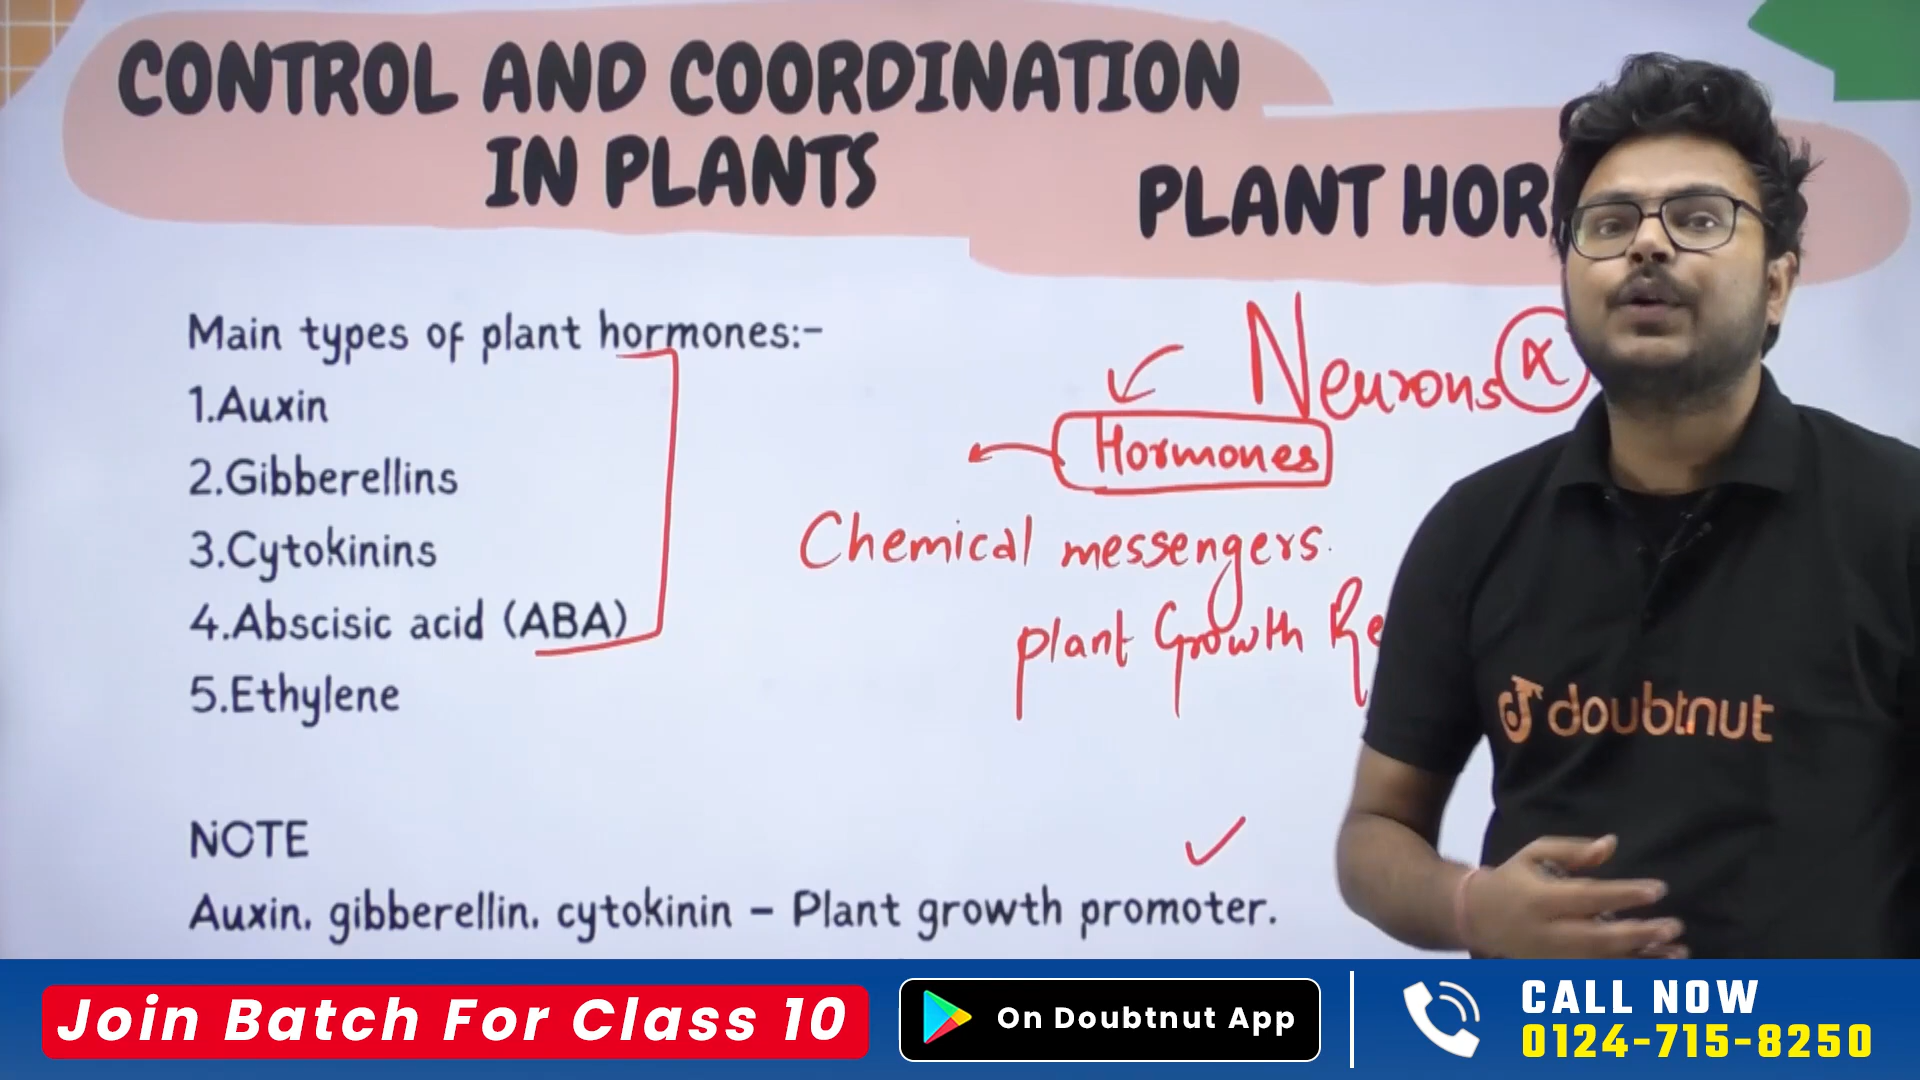 CONTROL AND COORDINATION
IN PLANTS
PLANT HOR
Main types of plant hormones:-
1.Auxin
2.Gibberellins
3.Cytokinins
4.Abscisic acid (ABA)
5.Ethylene
Neurons
Hormones
Chemical messengers.
plant Growth Re
doubtnut
NOTE
Auxin, gibberellin, cytokinin - Plant growth promoter.
Join Batch For Class 10
On Doubtnut App
CALL NOW
0124-715-8250